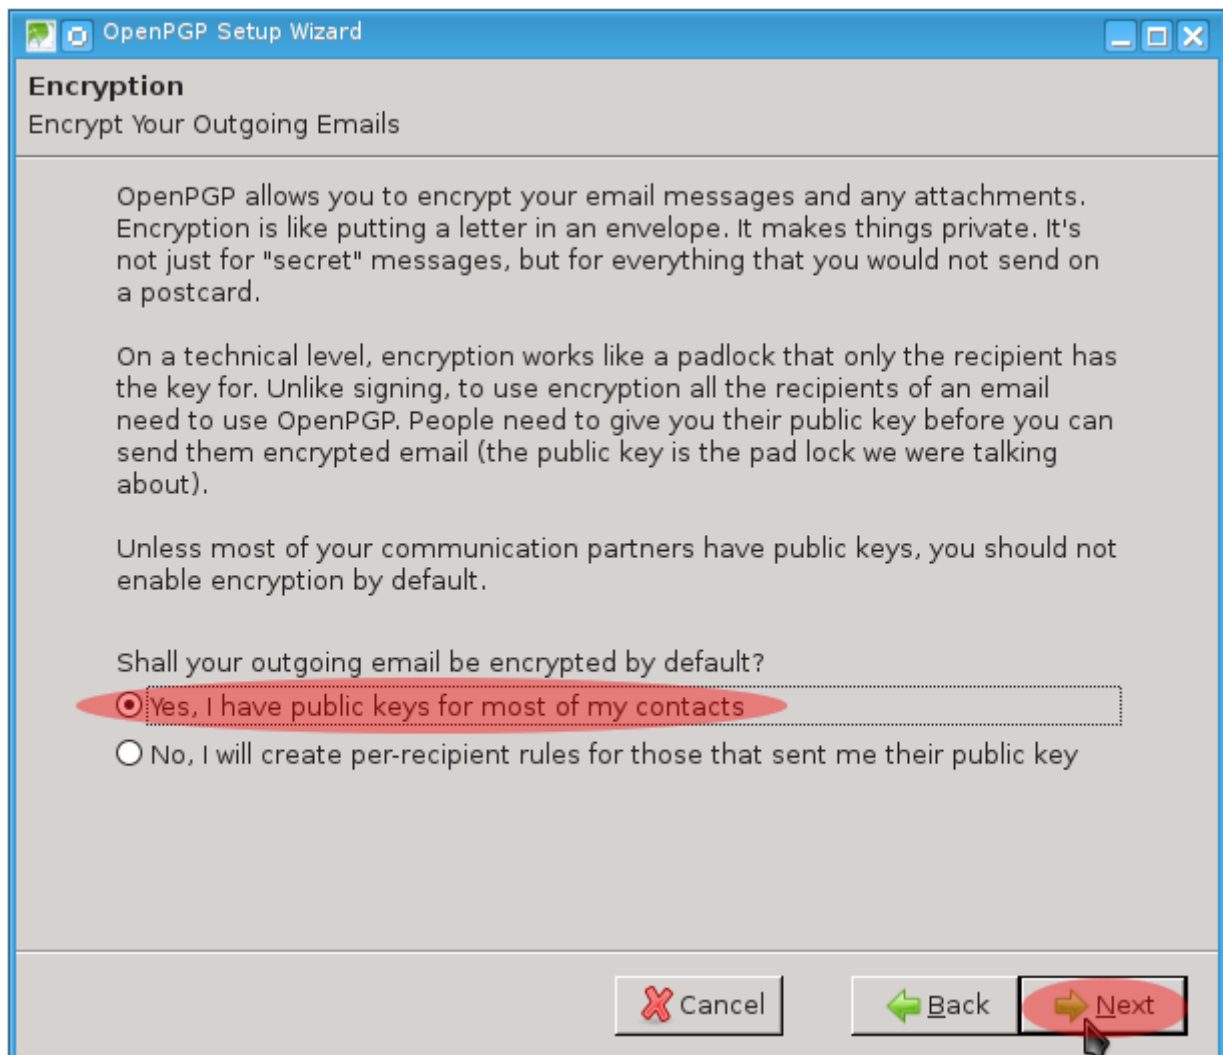 OpenPGP Setup Wizard
Encryption
Encrypt Your Outgoing Emails
OpenPGP allows you to encrypt your email messages and any attachments.
Encryption is like putting a letter in an envelope. It makes things private. It's
not just for "secret" messages, but for everything that you would not send on
a postcard.
On a technical level, encryption works like a padlock that only the recipient has
the key for. Unlike signing, to use encryption all the recipients of an email
need to use OpenPGP. People need to give you their public key before you can
send them encrypted email (the public key is the pad lock we were talking
about).
Unless most of your communication partners have public keys, you should not
enable encryption by default.
Shall your outgoing email be encrypted by default?
Yes, I have public keys for most of my contacts
No, I will create per-recipient rules for those that sent me their public key
Cancel Back Next